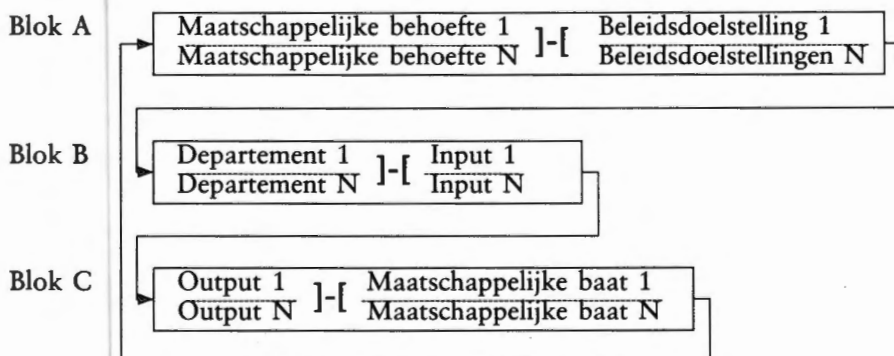 Blok A Maatschappelijke behoefte 1 ]-[ Beleidsdoelstelling 1
Maatschappelijke behoefte N Beleidsdoelstellingen N
Blok B Departement 1 ]-[ Input 1
Departement N Input N
Blok C Output 1 ]-[ Maatschappelijke baat 1
Output N Maatschappelijke baat N